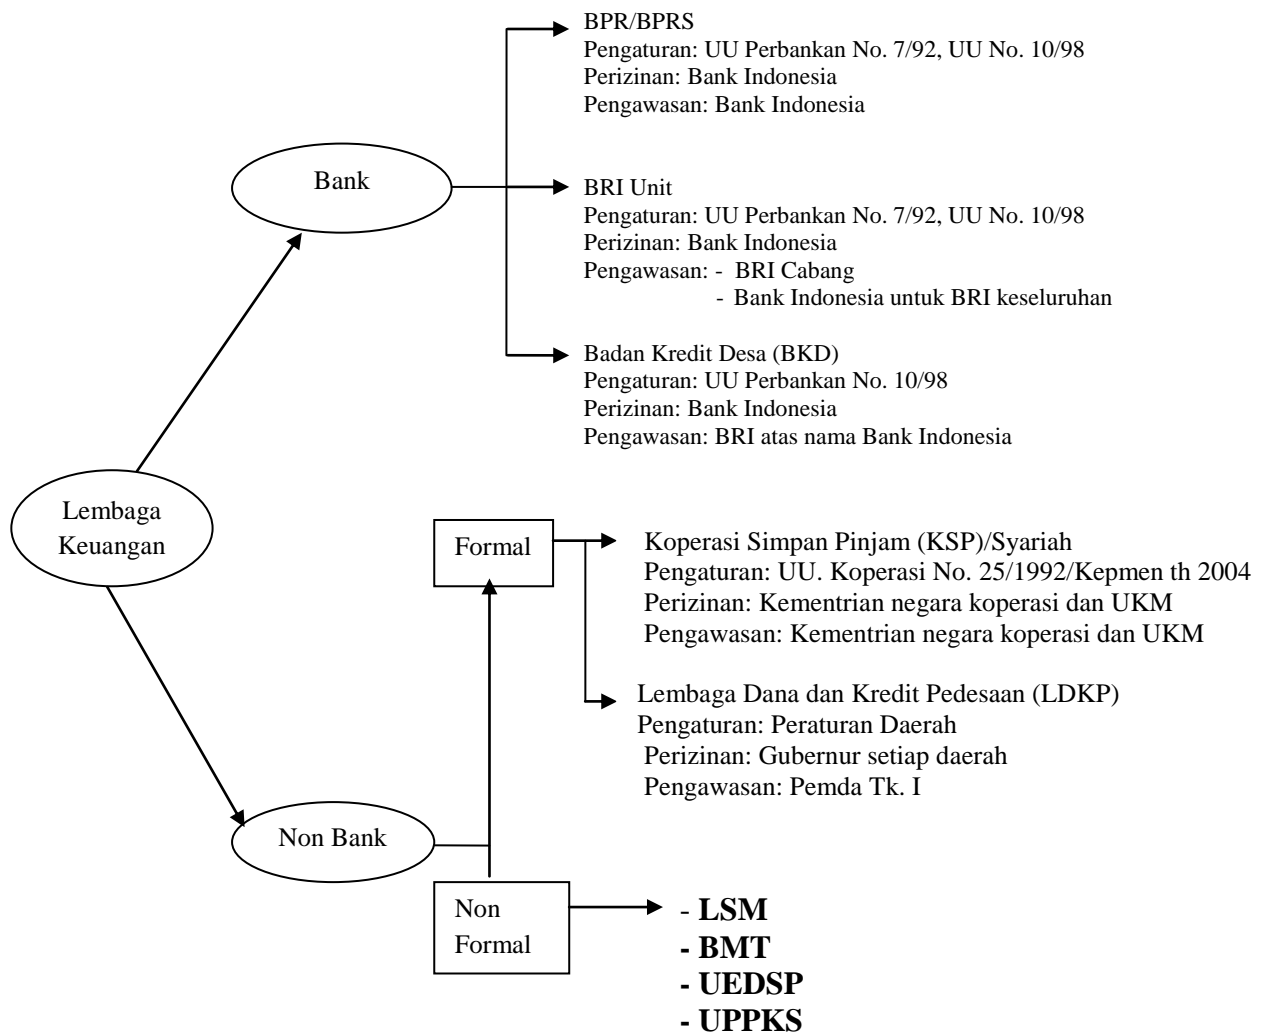 BPR/BPRS
Pengaturan: UU Perbankan No. 7/92, UU No. 10/98
Perizinan: Bank Indonesia
Pengawasan: Bank Indonesia
Bank
BRI Unit
Pengaturan: UU Perbankan No. 7/92, UU No. 10/98
Perizinan: Bank Indonesia
Pengawasan: - BRI Cabang
- Bank Indonesia untuk BRI keseluruhan
Badan Kredit Desa (BKD)
Pengaturan: UU Perbankan No. 10/98
Perizinan: Bank Indonesia
Pengawasan: BRI atas nama Bank Indonesia
Lembaga
Keuangan
Formal
Koperasi Simpan Pinjam (KSP)/Syariah
Pengaturan: UU. Koperasi No. 25/1992/Kepmen th 2004
Perizinan: Kementrian negara koperasi dan UKM
Pengawasan: Kementrian negara koperasi dan UKM
Lembaga Dana dan Kredit Pedesaan (LDKP)
Pengaturan: Peraturan Daerah
Perizinan: Gubernur setiap daerah
Pengawasan: Pemda Tk. I
Non Bank
Non
Formal
- LSM
- BMT
- UEDSP
- UPPKS